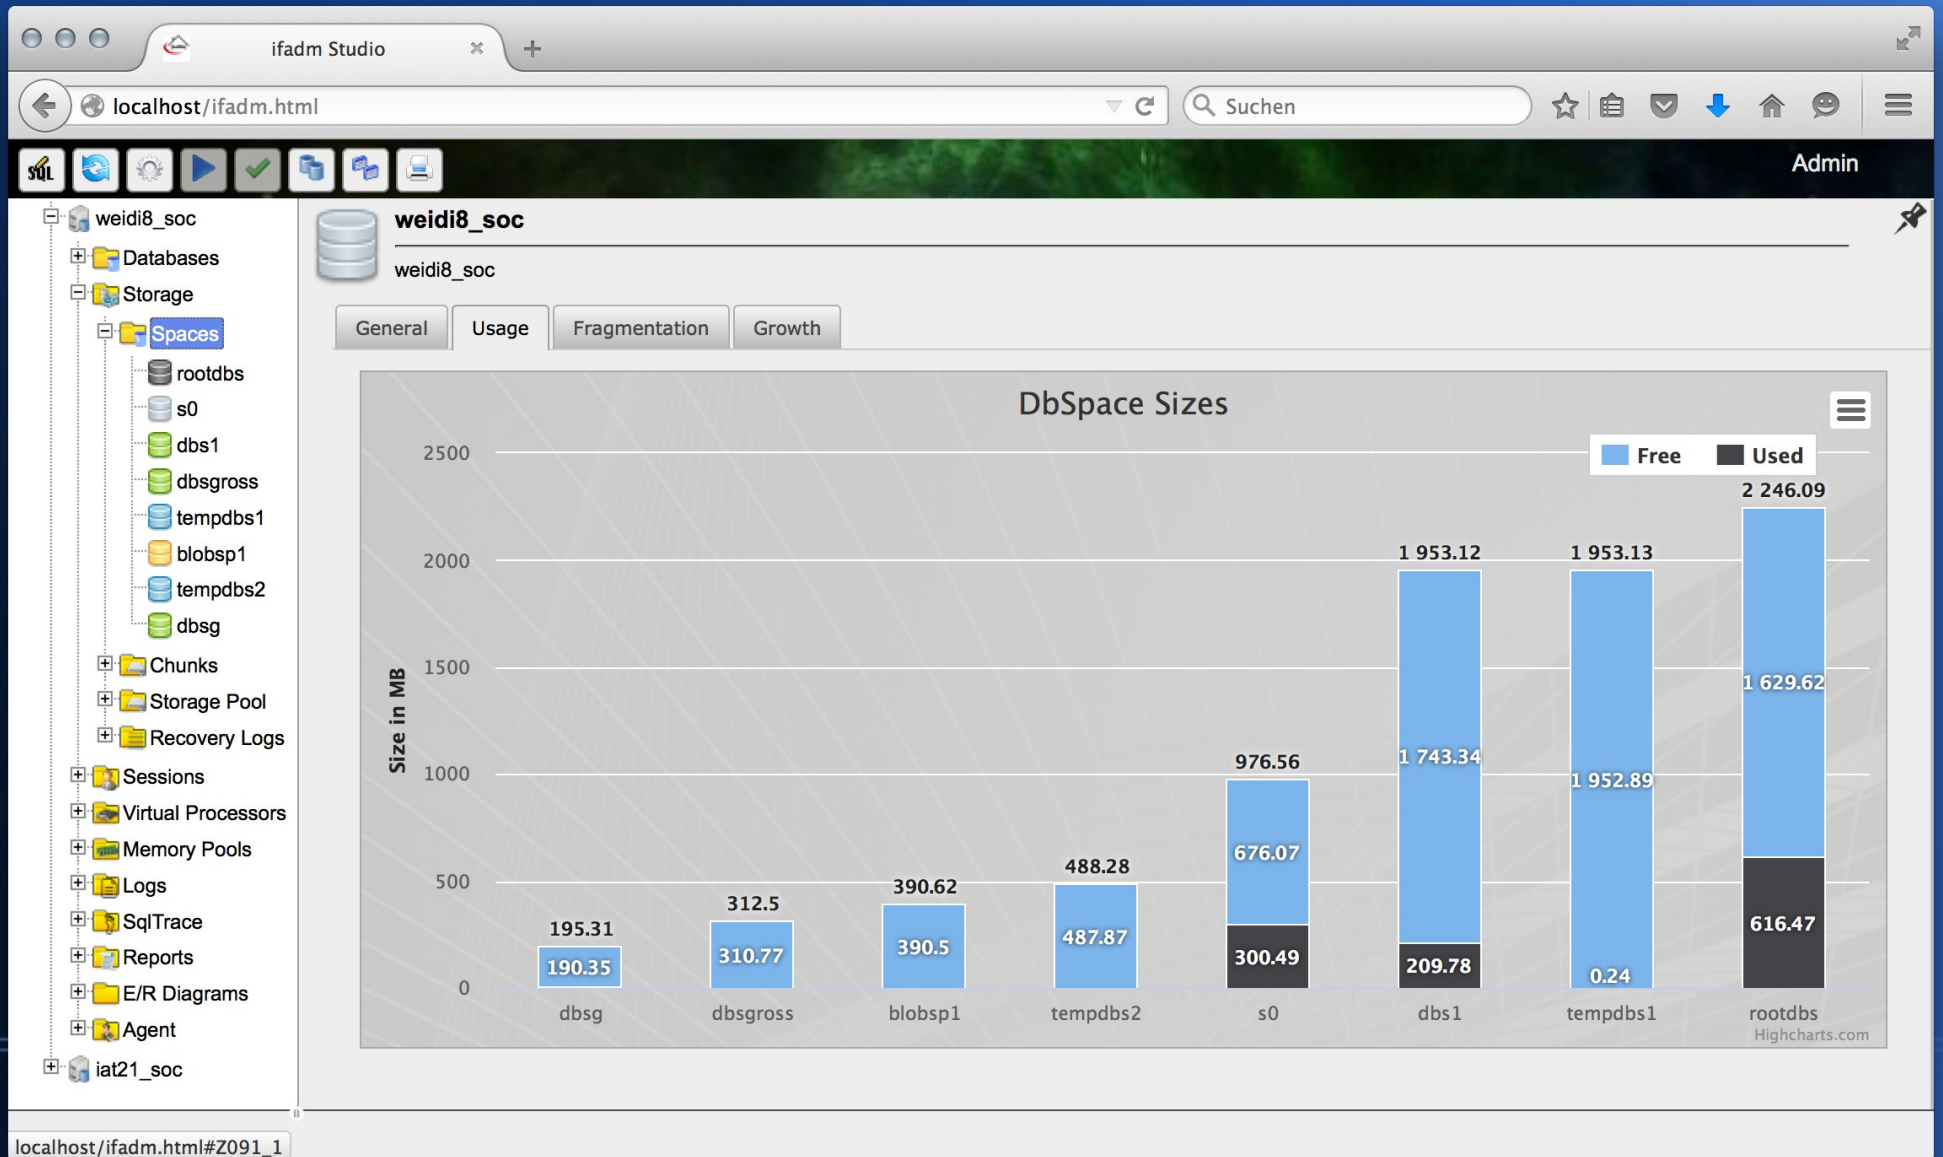 ifadm Studio
localhost/ifadm.html
Suchen
SQL
Admin
weidi8_soc
Databases
Storage
Spaces
rootdbs
s0
dbs1
dbsgross
tempdbs1
blobsp1
tempdbs2
dbsg
Chunks
Storage Pool
Recovery Logs
Sessions
Virtual Processors
Memory Pools
Logs
SqlTrace
Reports
E/R Diagrams
Agent
iat21_soc
weidi8_soc
weidi8_soc
General Usage Fragmentation Growth
DbSpace Sizes
Free Used
Size in MB
2500
2000
1500
1000
500
0
195.31
190.35
312.5
310.77
390.62
390.5
488.28
487.87
976.56
676.07
300.49
1 953.12
1 743.34
209.78
1 953.13
1 952.89
0.24
2 246.09
1 629.62
616.47
dbsg dbsgross blobsp1 tempdbs2 s0 dbs1 tempdbs1 rootdbs
Highcharts.com
localhost/ifadm.html#Z091_1